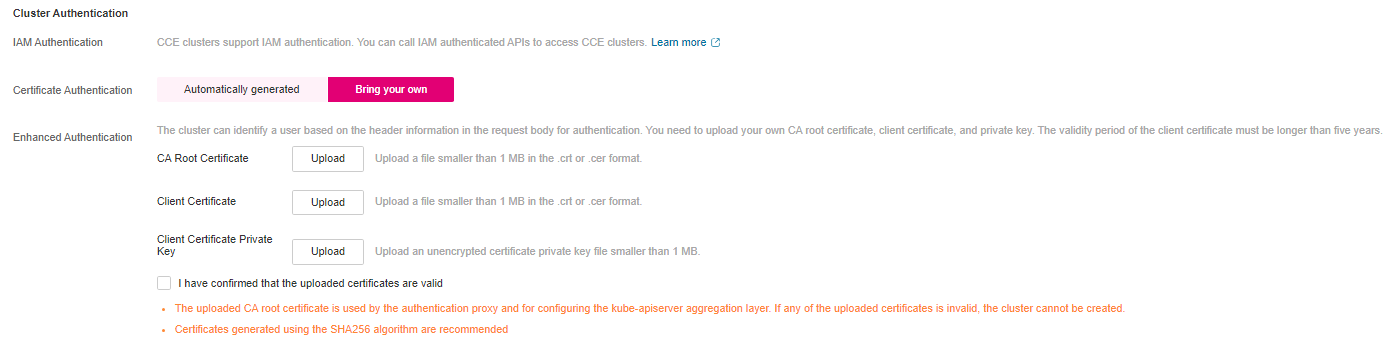 Cluster Authentication
IAM Authentication
CCE clusters support IAM authentication. You can call IAM authenticated APIs to access CCE clusters. Learn more
Certificate Authentication
Automatically generated
Bring your own
Enhanced Authentication
The cluster can identify a user based on the header information in the request body for authentication. You need to upload your own CA root certificate, client certificate, and private key. The validity period of the client certificate must be longer than five years.
CA Root Certificate
Upload
Upload a file smaller than 1 MB in the .crt or .cer format.
Client Certificate
Upload
Upload a file smaller than 1 MB in the .crt or .cer format.
Client Certificate Private
Key
Upload
Upload an unencrypted certificate private key file smaller than 1 MB.
I have confirmed that the uploaded certificates are valid
• The uploaded CA root certificate is used by the authentication proxy and for configuring the kube-apiserver aggregation layer. If any of the uploaded certificates is invalid, the cluster cannot be created.
• Certificates generated using the SHA256 algorithm are recommended